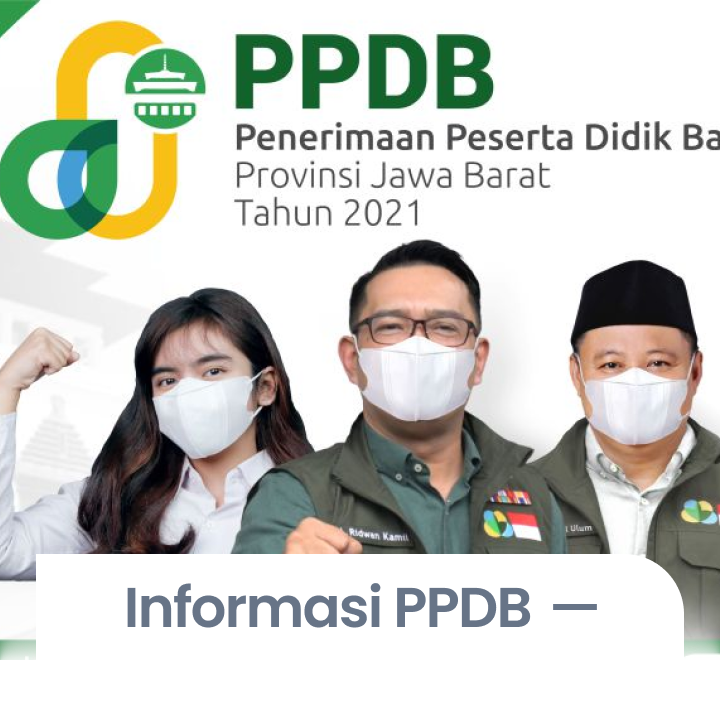 PPDB
Penerimaan Peserta Didik Ba
Provinsi Jawa Barat
Tahun 2021
Ridwan Kamil
Ulum
Informasi PPDB —